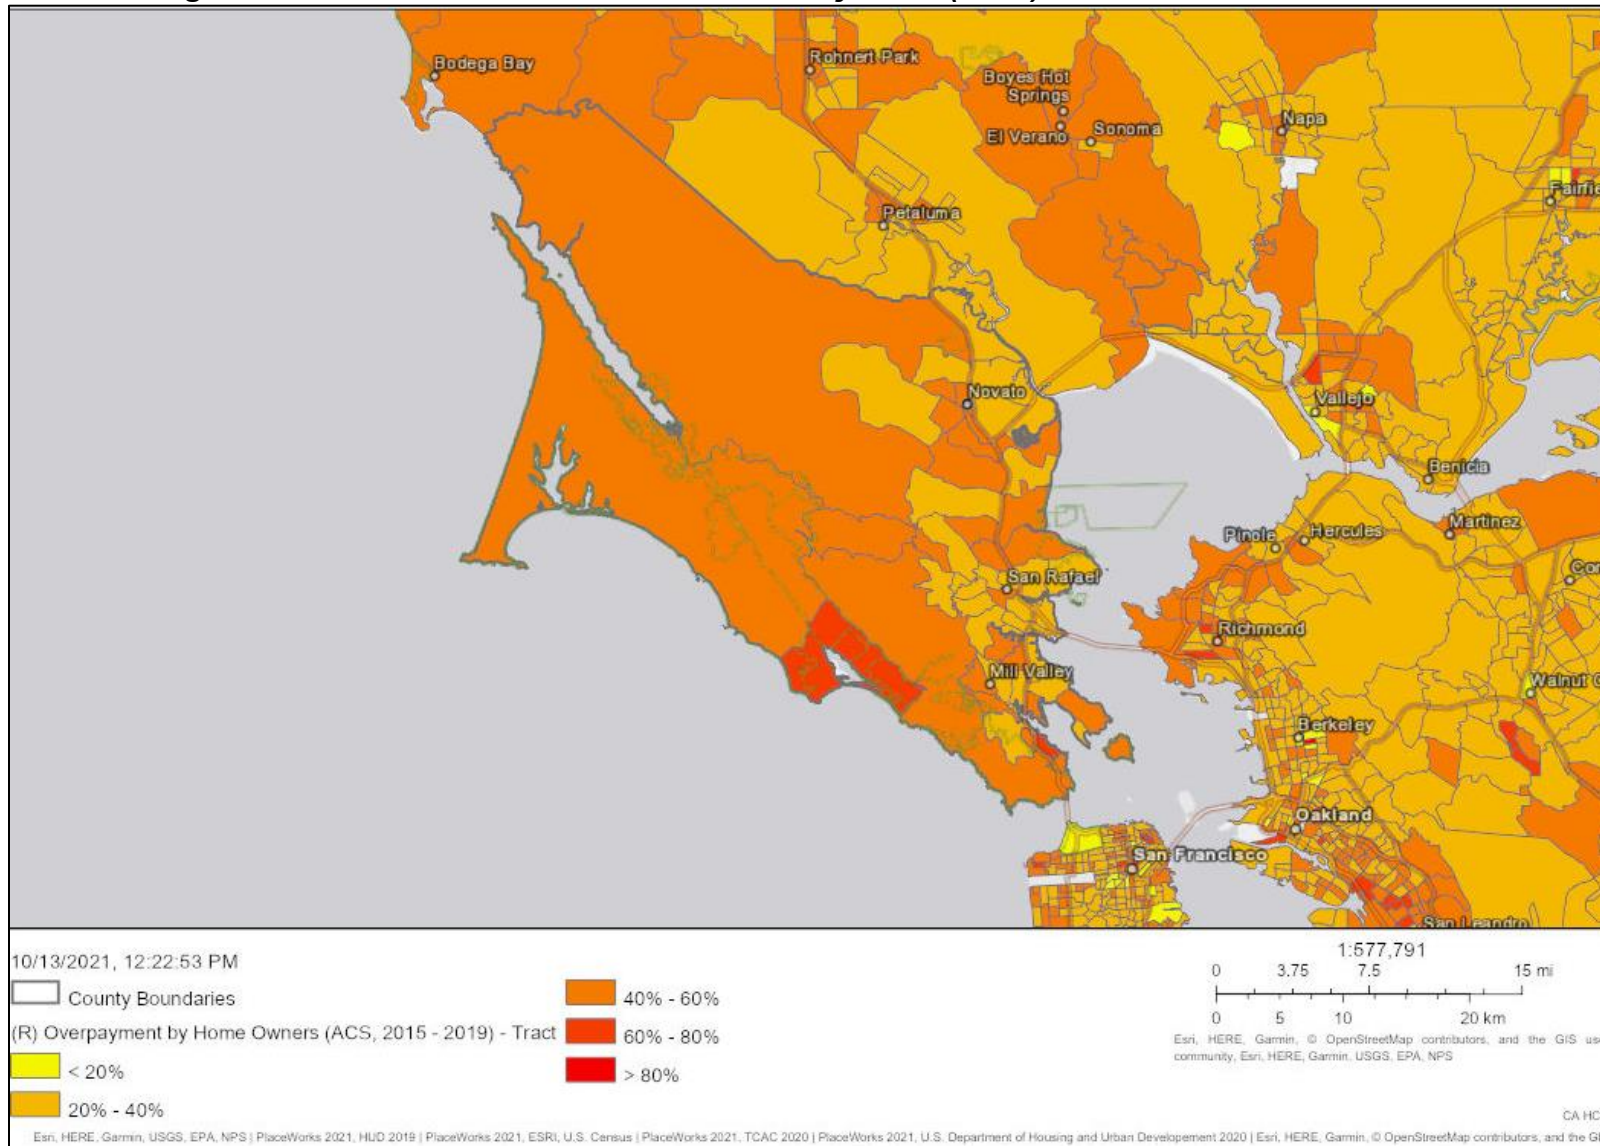 Bodega Bay
Rohnert Park
Boyes Hot
Springs
El Verano
Sonoma
Napa
Petaluma
Novato
Vallejo
Benicia
Pinole
Hercules
Martinez
San Rafael
Richmond
Mill Valley
Berkeley
Oakland
San Francisco
San Leandro
10/13/2021, 12:22:53 PM
County Boundaries
(R) Overpayment by Home Owners (ACS, 2015 - 2019) - Tract
< 20%
20% - 40%
40% - 60%
60% - 80%
> 80%
1:577,791
0 3.75 7.5 15 mi
0 5 10 20 km
Esri, HERE, Garmin, © OpenStreetMap contributors, and the GIS
community, Esri, HERE, Garmin, USGS, EPA, NPS
CA HC
Esri, HERE, Garmin, USGS, EPA, NPS | PlaceWorks 2021, HUD 2019 | PlaceWorks 2021, ESRI, U.S. Census | PlaceWorks 2021, TCAC 2020 | PlaceWorks 2021, U.S. Department of Housing and Urban Developement 2020 | Esri, HERE, Garmin, © OpenStreetMap contributors, and the